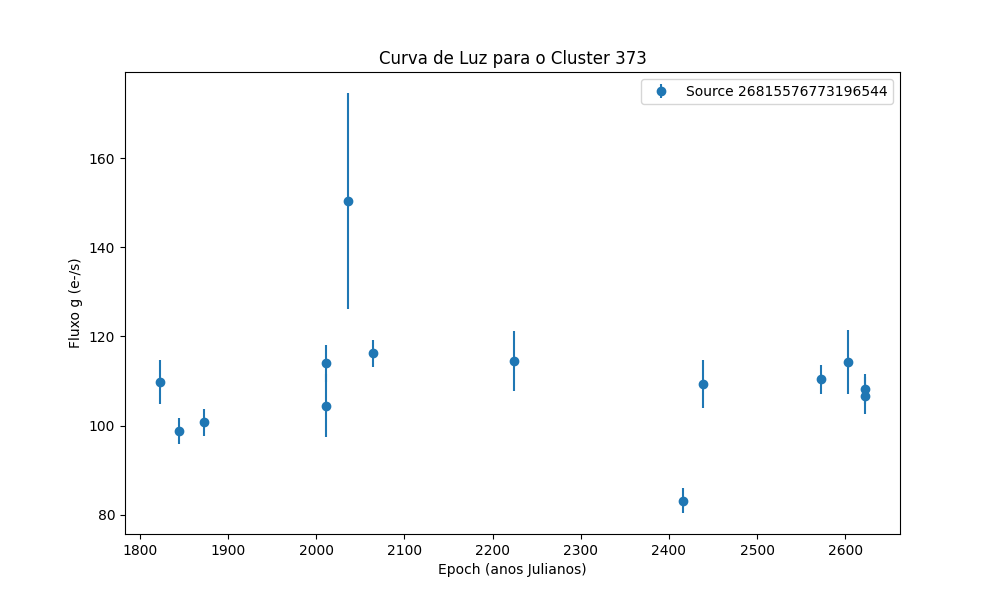 Curva de Luz para o Cluster 373
Source 26815576773196544
Fluxo g (e-/s)
160
140
120
100
80
1800 1900 2000 2100 2200 2300 2400 2500 2600
Epoch (anos Julianos)